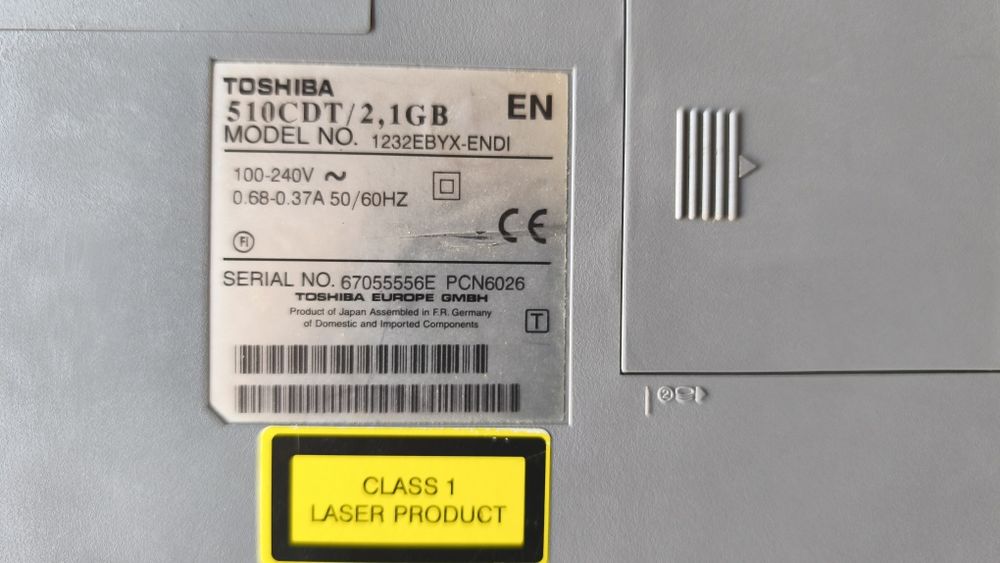 TOSHIBA
510CDT/2,1GB EN
MODEL NO. 1232EBYX-ENDI
100-240V ~
0.68-0.37A 50/60HZ
FI
CE
SERIAL NO. 67055556E PCN6026
TOSHIBA EUROPE GMBH
Product of Japan Assembled in F.R. Germany
of Domestic and Imported Components
T
CLASS 1
LASER PRODUCT